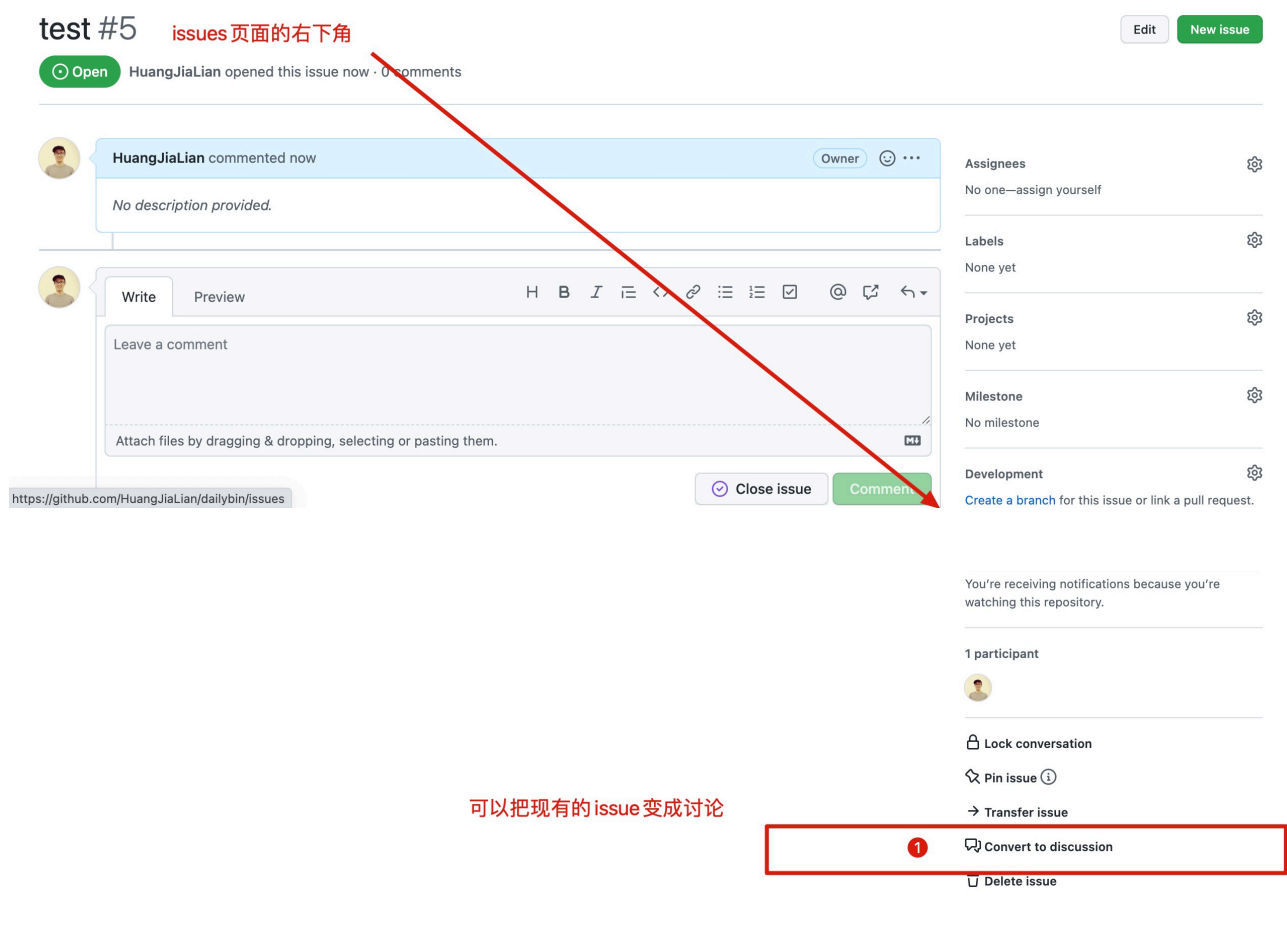 test #5
issues页面的右下角
Edit
New issue
Open
HuangJiaLian opened this issue now · 0 comments
HuangJiaLian commented now
Owner
No description provided.
Write
Preview
Leave a comment
Attach files by dragging & dropping, selecting or pasting them.
Close issue
Comment
https://github.com/HuangJiaLian/dailybin/issues
Assignees
No one—assign yourself
Labels
None yet
Projects
None yet
Milestone
No milestone
Development
Create a branch for this issue or link a pull request.
You’re receiving notifications because you’re
watching this repository.
1 participant
Lock conversation
Pin issue
Transfer issue
可以把现有的issue变成讨论
1
Convert to discussion
Delete issue